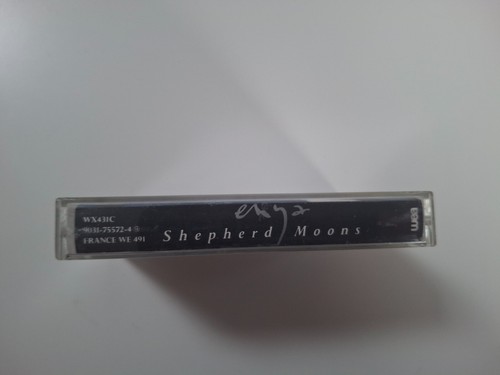 WX431C
9031-75572-4
FRANCE WE 491
enya
Shepherd Moons
wea